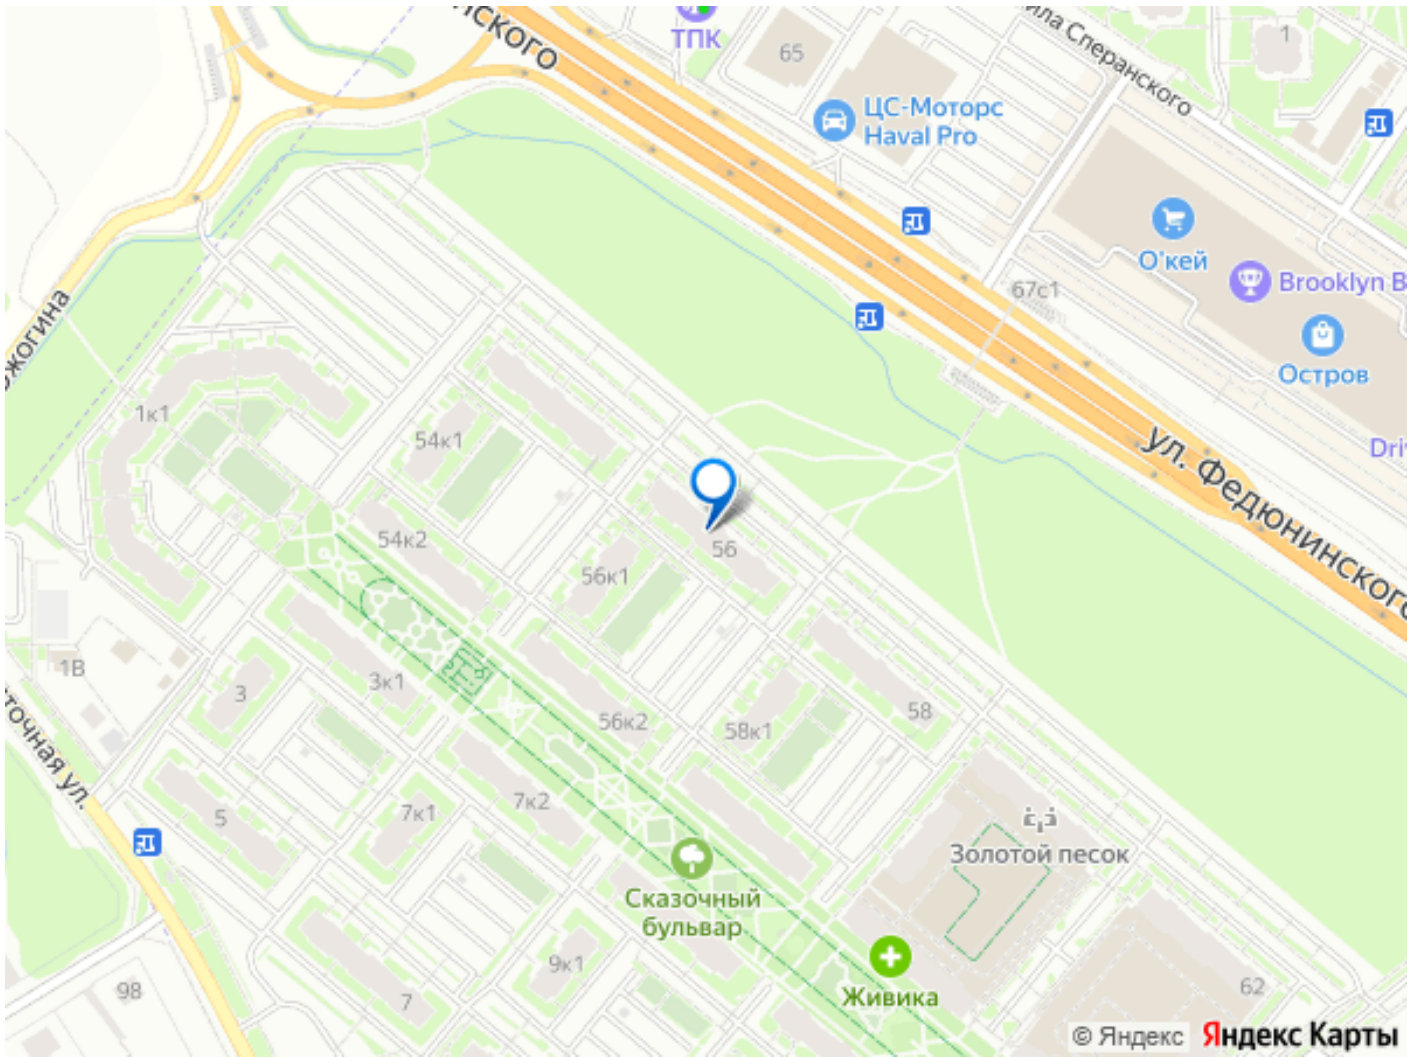 ТПК
65
ила Сперанского
1
ЦС-Моторс
Haval Pro
О'кей
67с1
Brooklyn B
Остров
Dri
ул. Федюнинского
1к1
54к1
54к2
56
56к1
1В
3
3к1
56к2
58
58к1
5
7к1
7к2
точная ул.
Золотой песок
Сказочный
бульвар
9к1
7
98
Живика
62
© Яндекс
Яндекс Карты